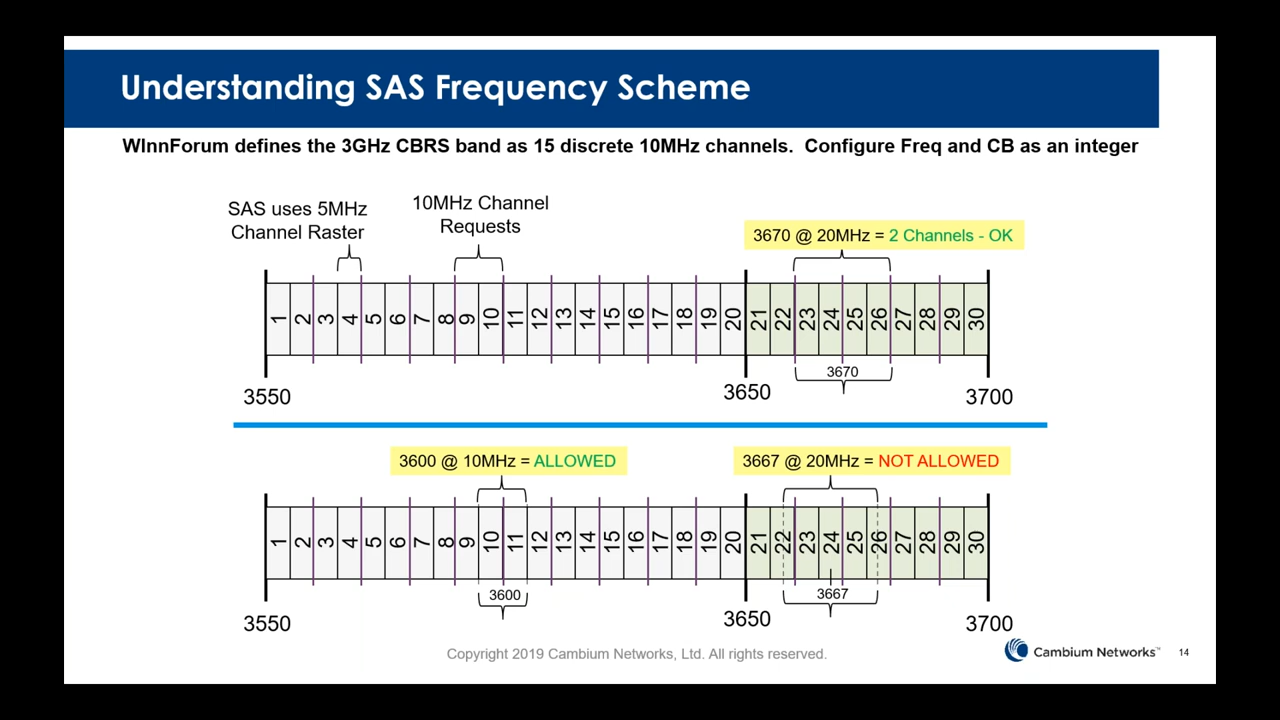 Understanding SAS Frequency Scheme
WInnForum defines the 3GHz CBRS band as 15 discrete 10MHz channels.  Configure Freq and CB as an integer
SAS uses 5MHz
Channel Raster
10MHz Channel
Requests
3670 @ 20MHz = 2 Channels - OK
1 2 3 4 5 6 7 8 9 10 11 12 13 14 15 16 17 18 19 20 21 22 23 24 25 26 27 28 29 30
3670
3550 3650 3700
3600 @ 10MHz = ALLOWED
3667 @ 20MHz = NOT ALLOWED
1 2 3 4 5 6 7 8 9 10 11 12 13 14 15 16 17 18 19 20 21 22 23 24 25 26 27 28 29 30
3600 3667
3550 3650 3700
Copyright 2019 Cambium Networks, Ltd. All rights reserved.
Cambium Networks™ 14